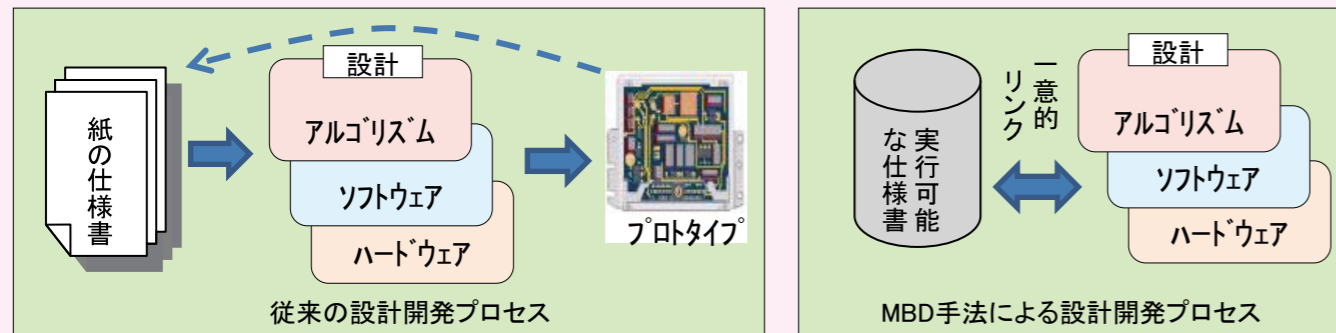 設計
紙の仕様書
アルゴリズム
ソフトウェア
ハードウェア
プロトタイプ
従来の設計開発プロセス
実行可能
な仕様書
一意的
リンク
設計
アルゴリズム
ソフトウェア
ハードウェア
MBD手法による設計開発プロセス